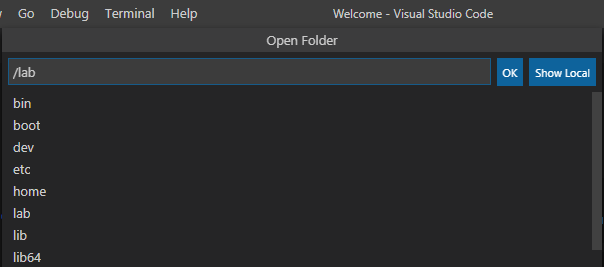 Go Debug Terminal Help Welcome - Visual Studio Code
Open Folder
/lab OK Show Local
bin
boot
dev
etc
home
lab
lib
lib64